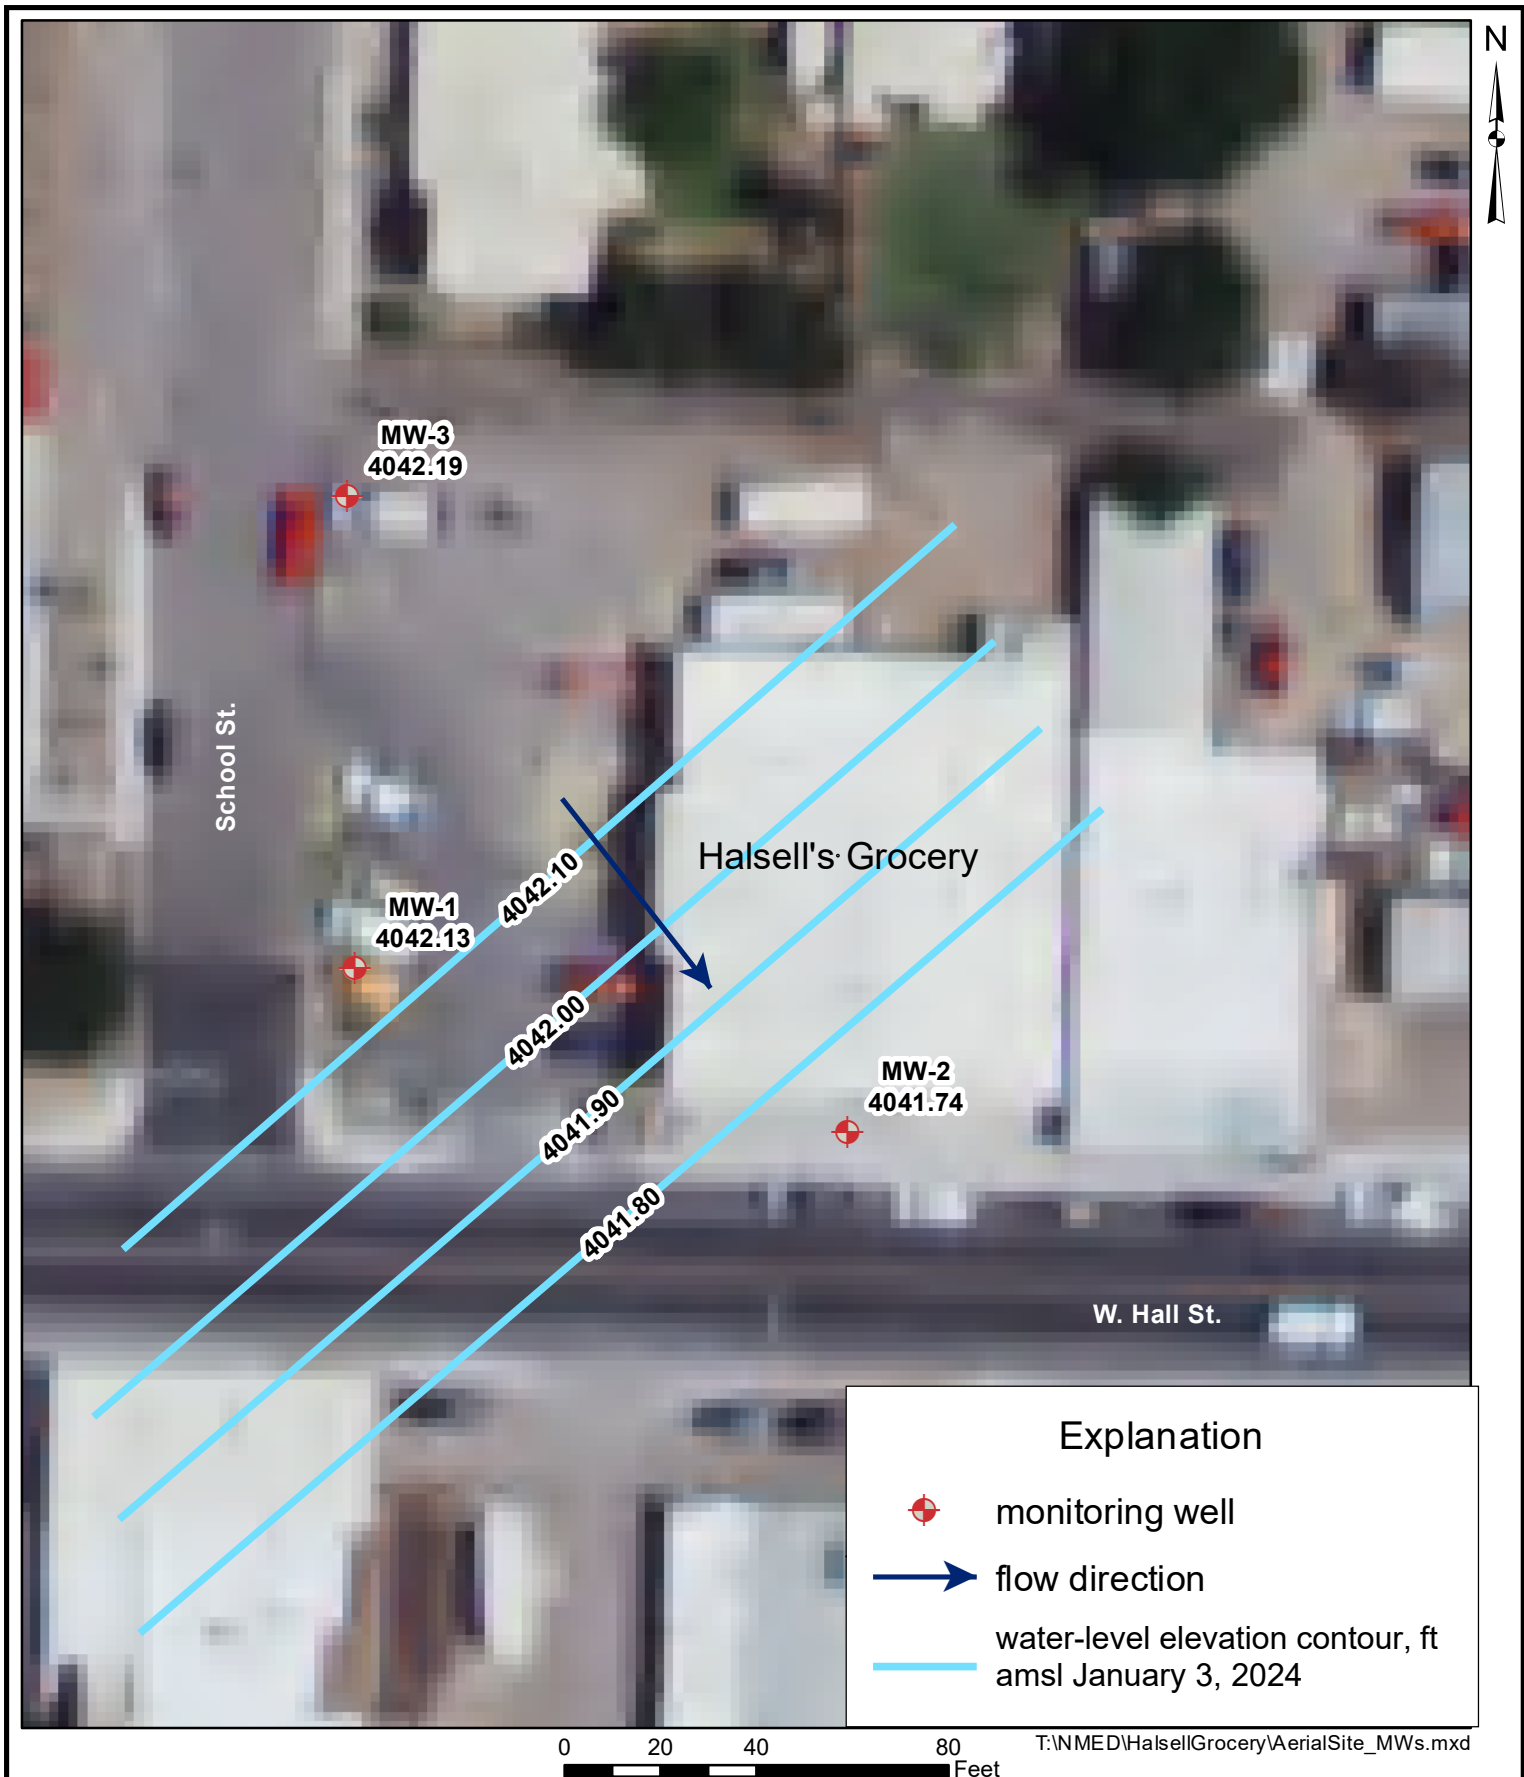 N
MW-3
4042.19
School St.
Halsell's Grocery
4042.10
MW-1
4042.13
4042.00
4041.90
MW-2
4041.74
4041.80
W. Hall St.
Explanation
monitoring well
flow direction
water-level elevation contour, ft
amsl January 3, 2024
0 20 40 80
Feet
T:\NMED\HalsellGrocery\AerialSite_MWs.mxd